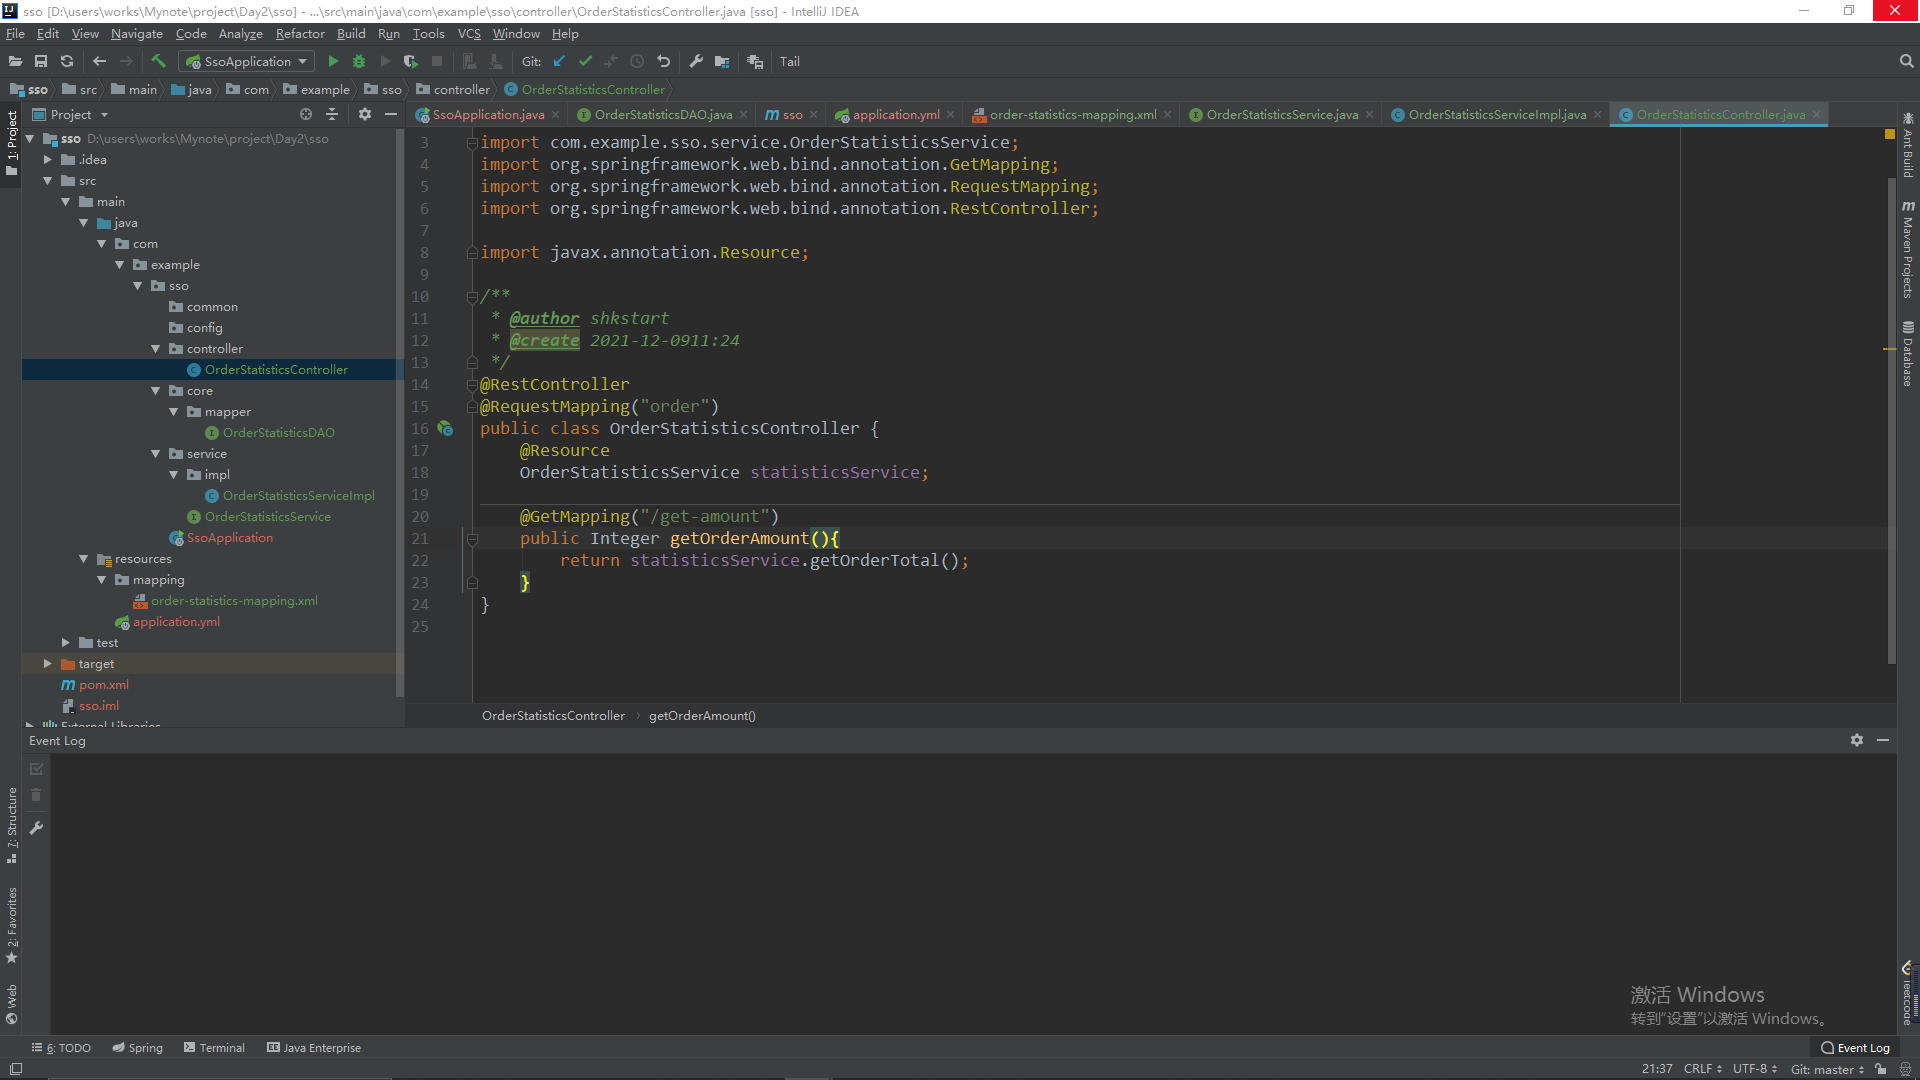 sso [D:\users\works\Mynote\project\Day2\sso] - ...\src\main\java\com\example\sso\controller\OrderStatisticsController.java [sso] - IntelliJ IDEA
File Edit View Navigate Code Analyze Refactor Build Run Tools VCS Window Help
SsoApplication Git: Tail
sso src main java com example sso controller OrderStatisticsController
Project
SsoApplication.java OrderStatisticsDAO.java sso application.yml order-statistics-mapping.xml OrderStatisticsService.java OrderStatisticsServiceImpl.java OrderStatisticsController.java
1: Project
sso D:\users\works\Mynote\project\Day2\sso
.idea
src
main
java
com
example
sso
common
config
controller
OrderStatisticsController
core
mapper
OrderStatisticsDAO
service
impl
OrderStatisticsServiceImpl
OrderStatisticsService
SsoApplication
resources
mapping
order-statistics-mapping.xml
application.yml
test
target
pom.xml
sso.iml
External Libraries
3 import com.example.sso.service.OrderStatisticsService;
4 import org.springframework.web.bind.annotation.GetMapping;
5 import org.springframework.web.bind.annotation.RequestMapping;
6 import org.springframework.web.bind.annotation.RestController;
7
8 import javax.annotation.Resource;
9
10 /**
11 * @author shkstart
12 * @create 2021-12-0911:24
13 */
14 @RestController
15 @RequestMapping("order")
16 public class OrderStatisticsController {
17 @Resource
18 OrderStatisticsService statisticsService;
19
20 @GetMapping("/get-amount")
21 public Integer getOrderAmount(){
22 return statisticsService.getOrderTotal();
23 }
24 }
25
OrderStatisticsController › getOrderAmount()
Ant Build
Maven Projects
Database
leetcode
Event Log
7: Structure
2: Favorites
Web
激活 Windows
转到"设置"以激活 Windows。
6: TODO Spring Terminal Java Enterprise Event Log
21:37 CRLF UTF-8 Git: master